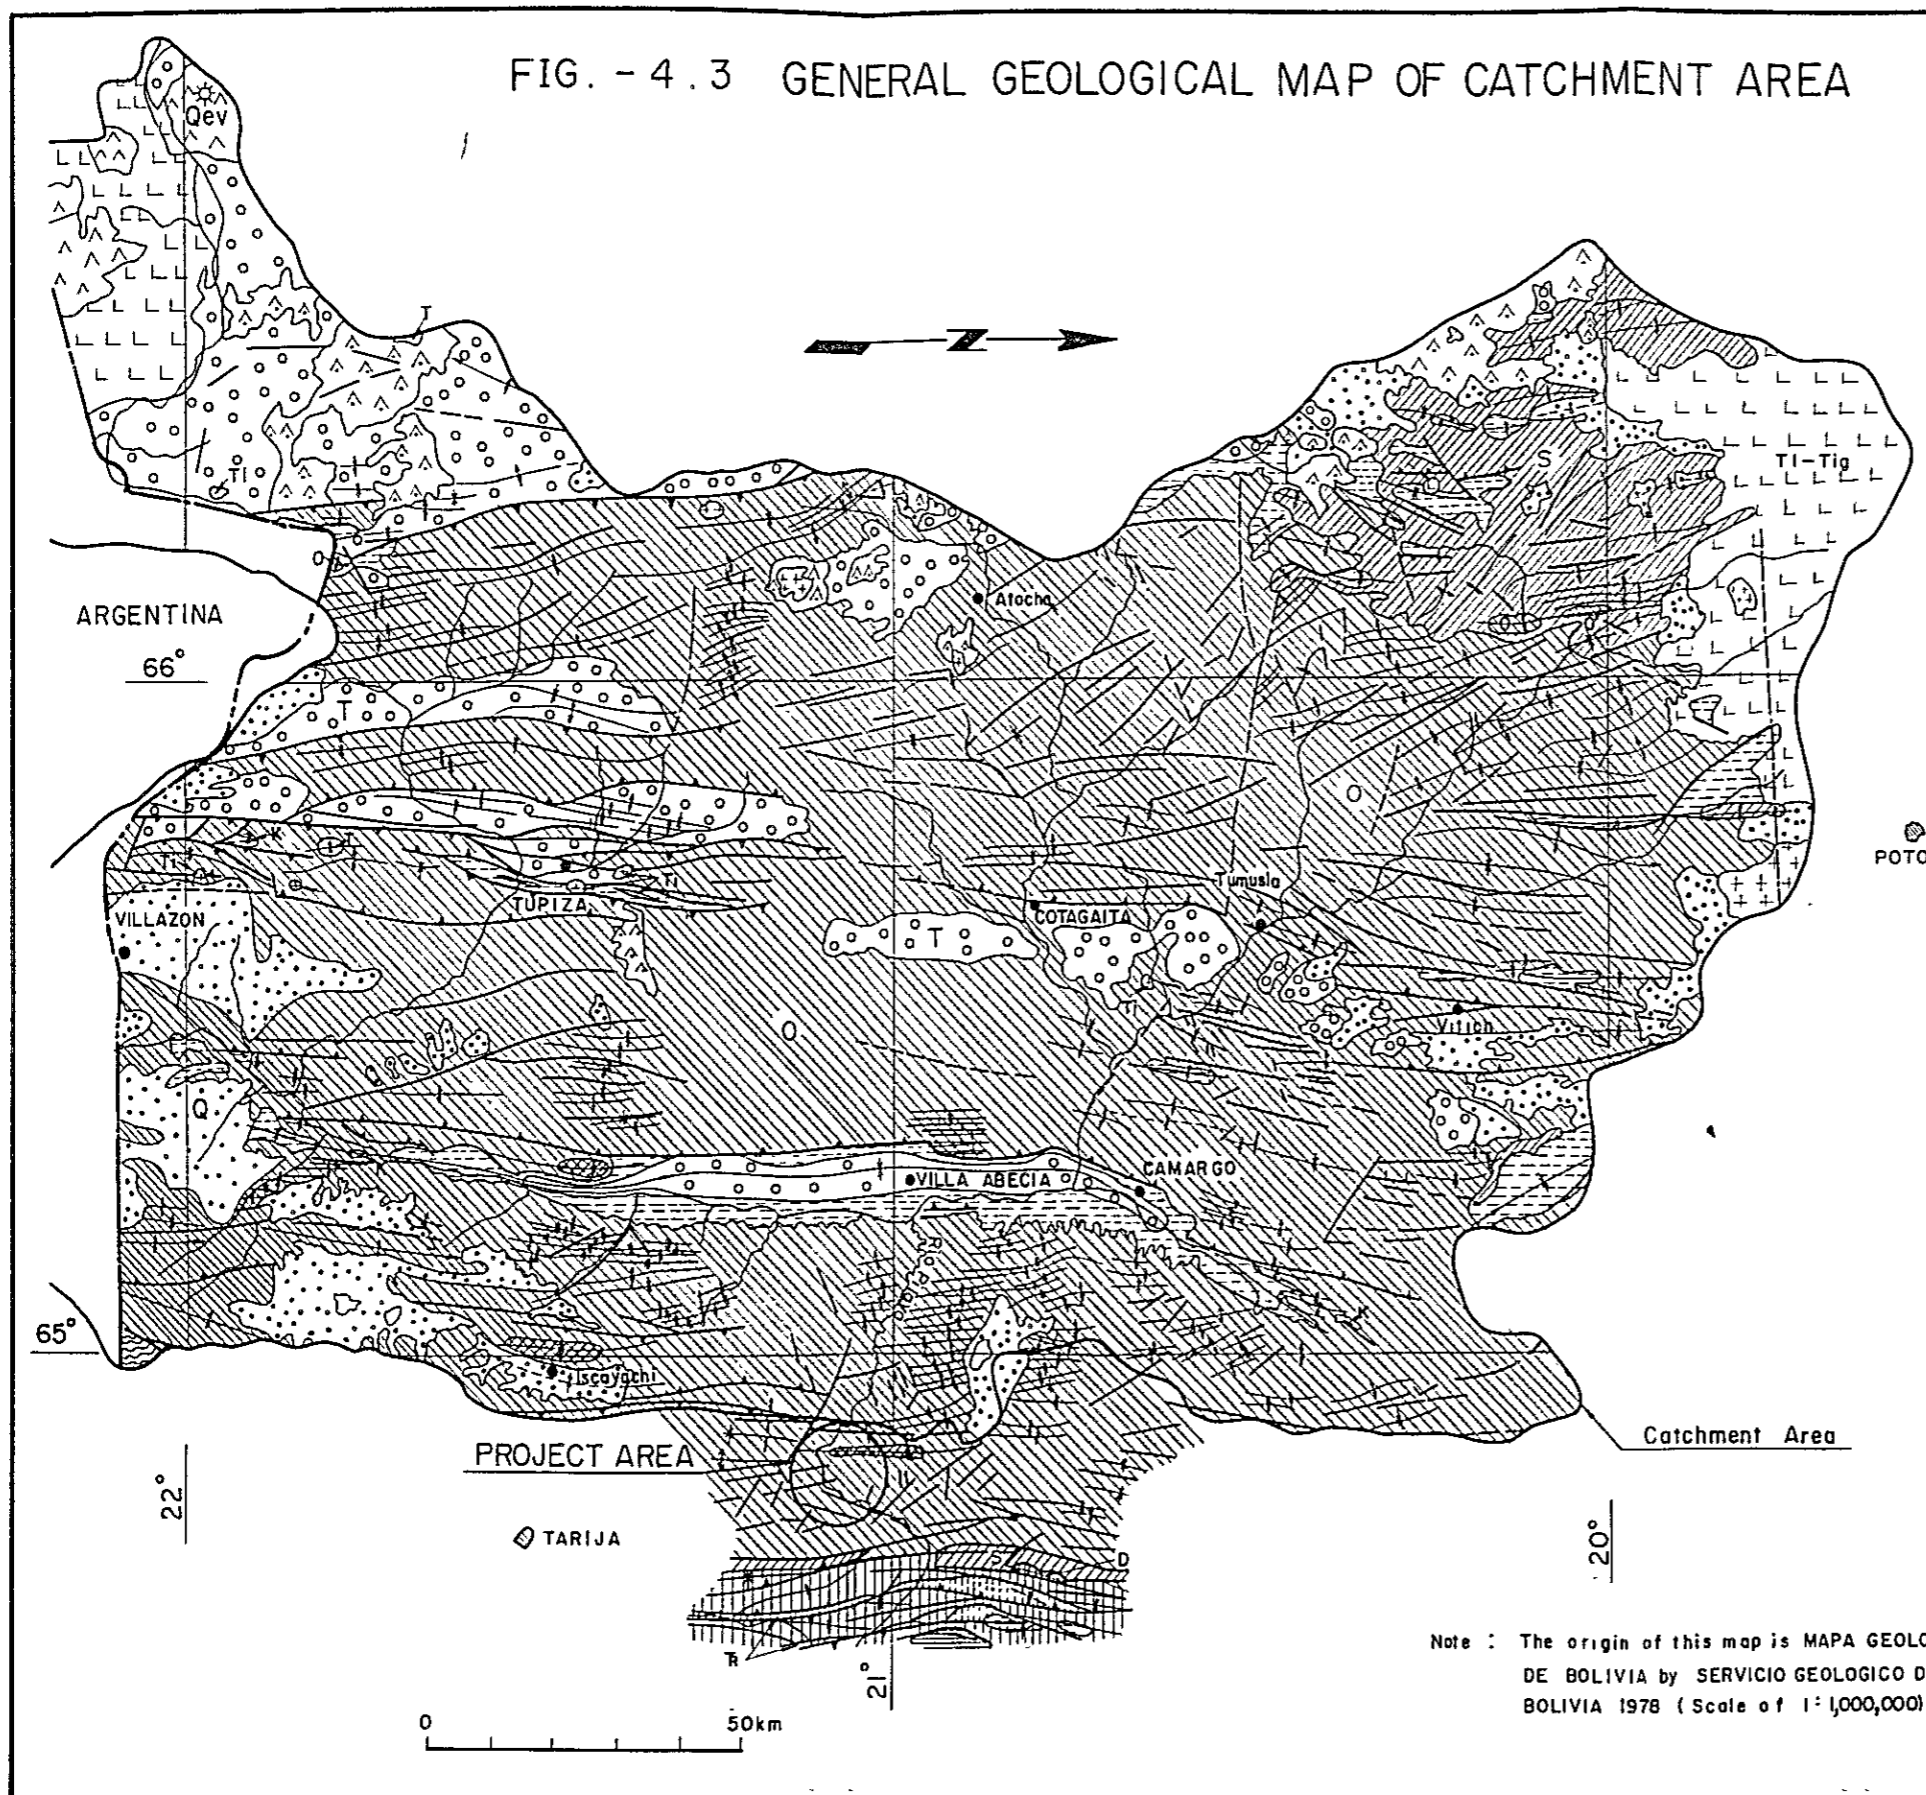 FIG. - 4.3 GENERAL GEOLOGICAL MAP OF CATCHMENT AREA
Qev
T
N
S
Tl-Tig
Tl
O
Atocha
ARGENTINA
66°
O
O
T
O
K
T
Ti
Ti
POTO
Tumusla
TUPIZA
COTAGAITA
VILLAZON
T
Vitich
O
Q
CAMARGO
VILLA ABECIA
K
65°
Iscayachi
Catchment Area
PROJECT AREA
22°
20°
TARIJA
S
D
TR
21°
Note : The origin of this map is MAPA GEOLO
DE BOLIVIA by SERVICIO GEOLOGICO D
BOLIVIA 1978 ( Scale of 1:1,000,000)
0 50km